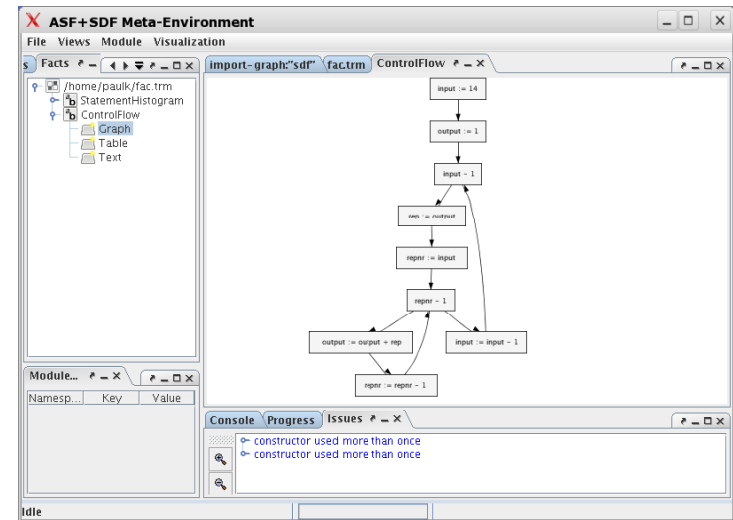 ASF+SDF Meta-Environment
File Views Module Visualization
s Facts
import-graph:"sdf" fac.trm ControlFlow
/home/paulk/fac.trm
StatementHistogram
ControlFlow
Graph
Table
Text
input := 14
output := 1
input - 1
rep := output
repnr := input
repnr - 1
output := output + rep
input := input - 1
repnr := repnr - 1
Module...
Namesp... Key Value
Console Progress Issues
constructor used more than once
constructor used more than once
Idle